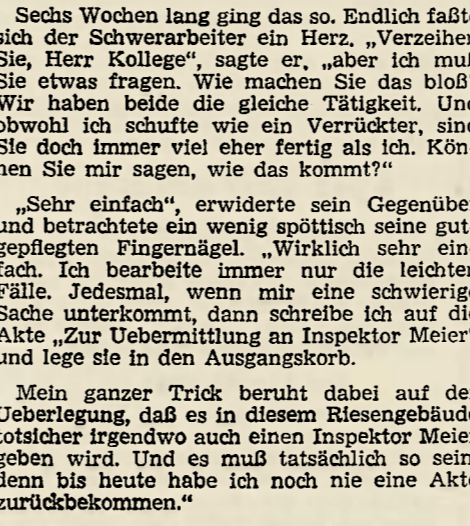 Sechs Wochen lang ging das so. Endlich faßte
sich der Schwerarbeiter ein Herz. „Verzeihen
Sie, Herr Kollege“, sagte er, „aber ich muß
Sie etwas fragen. Wie machen Sie das bloß?
Wir haben beide die gleiche Tätigkeit. Und
obwohl ich schufte wie ein Verrückter, sind
Sie doch immer viel eher fertig als ich. Kön-
nen Sie mir sagen, wie das kommt?“
„Sehr einfach“, erwiderte sein Gegenüber
und betrachtete ein wenig spöttisch seine gut-
gepflegten Fingernägel. „Wirklich sehr ein-
fach. Ich bearbeite immer nur die leichten
Fälle. Jedesmal, wenn mir eine schwierige
Sache unterkommt, dann schreibe ich auf die
Akte „Zur Uebermittlung an Inspektor Meier“
und lege sie in den Ausgangskorb.
Mein ganzer Trick beruht dabei auf der
Ueberlegung, daß es in diesem Riesengebäude
totsicher irgendwo auch einen Inspektor Meier
geben wird. Und es muß tatsächlich so sein,
denn bis heute habe ich noch nie eine Akte
zurückbekommen.“